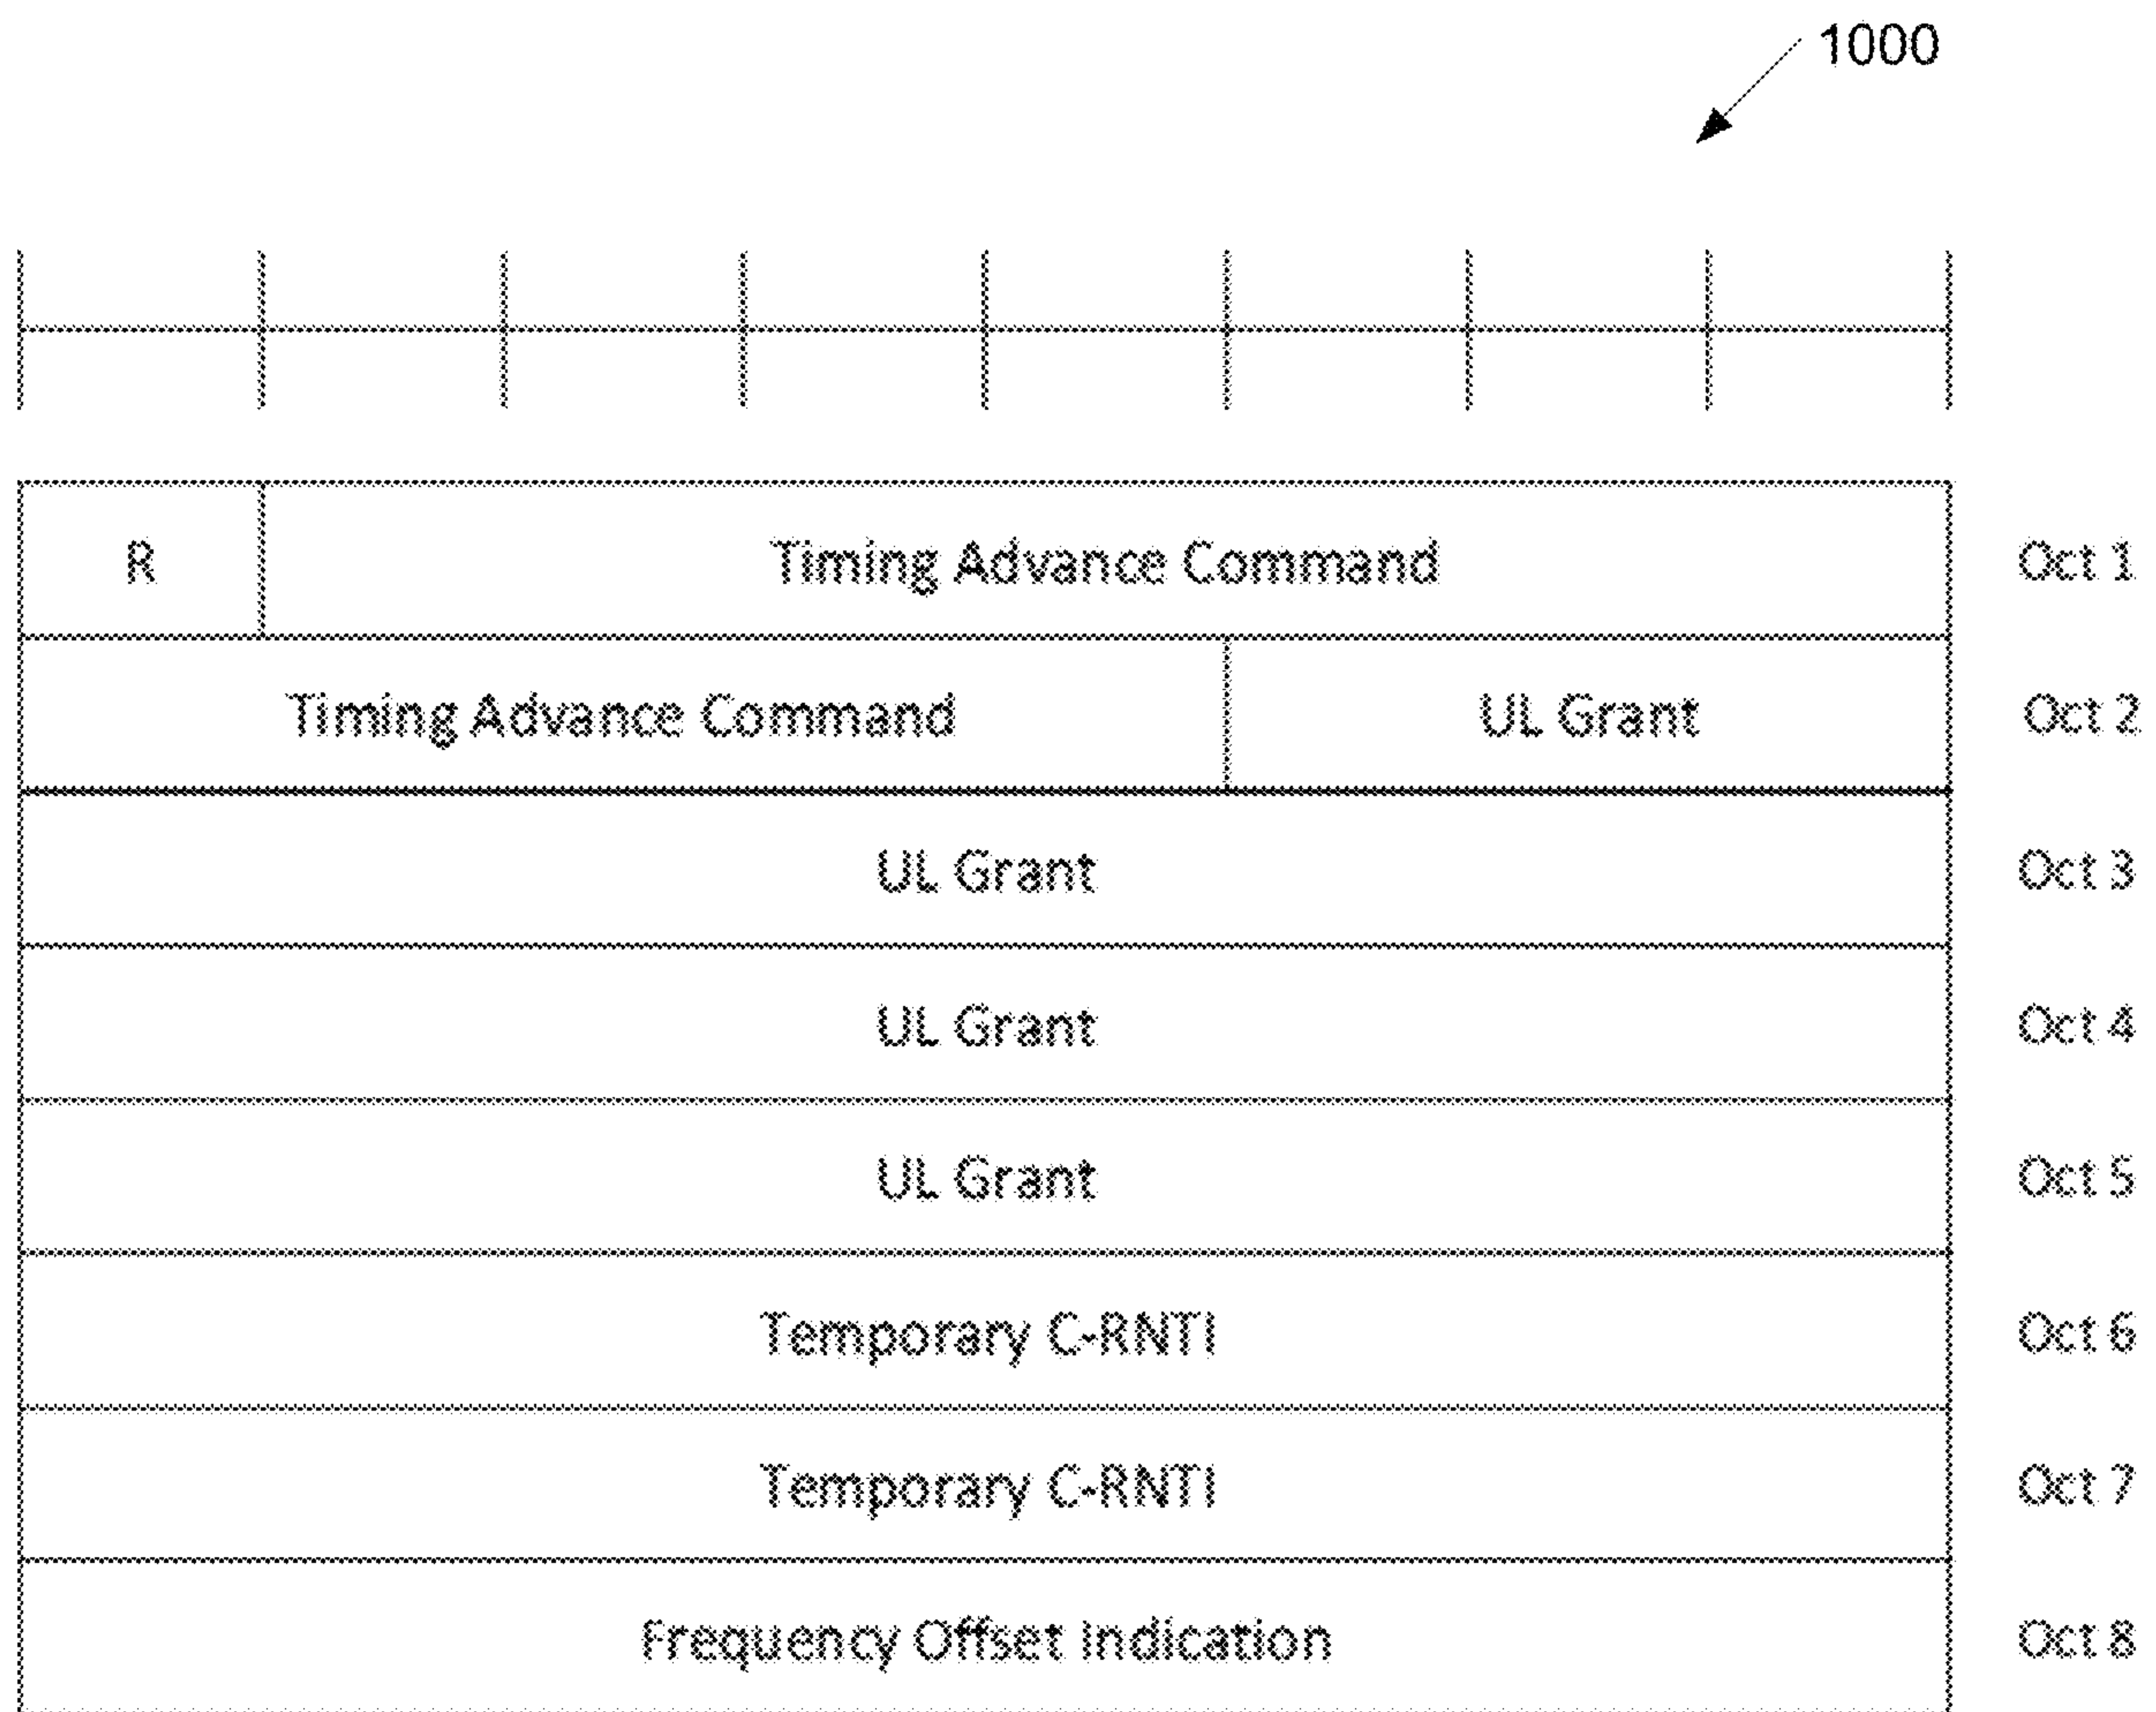 1000
R Timing Advance Command Oct 1
Timing Advance Command UL Grant Oct 2
UL Grant Oct 3
UL Grant Oct 4
UL Grant Oct 5
Temporary C-RNTI Oct 6
Temporary C-RNTI Oct 7
Frequency Offset Indication Oct 8